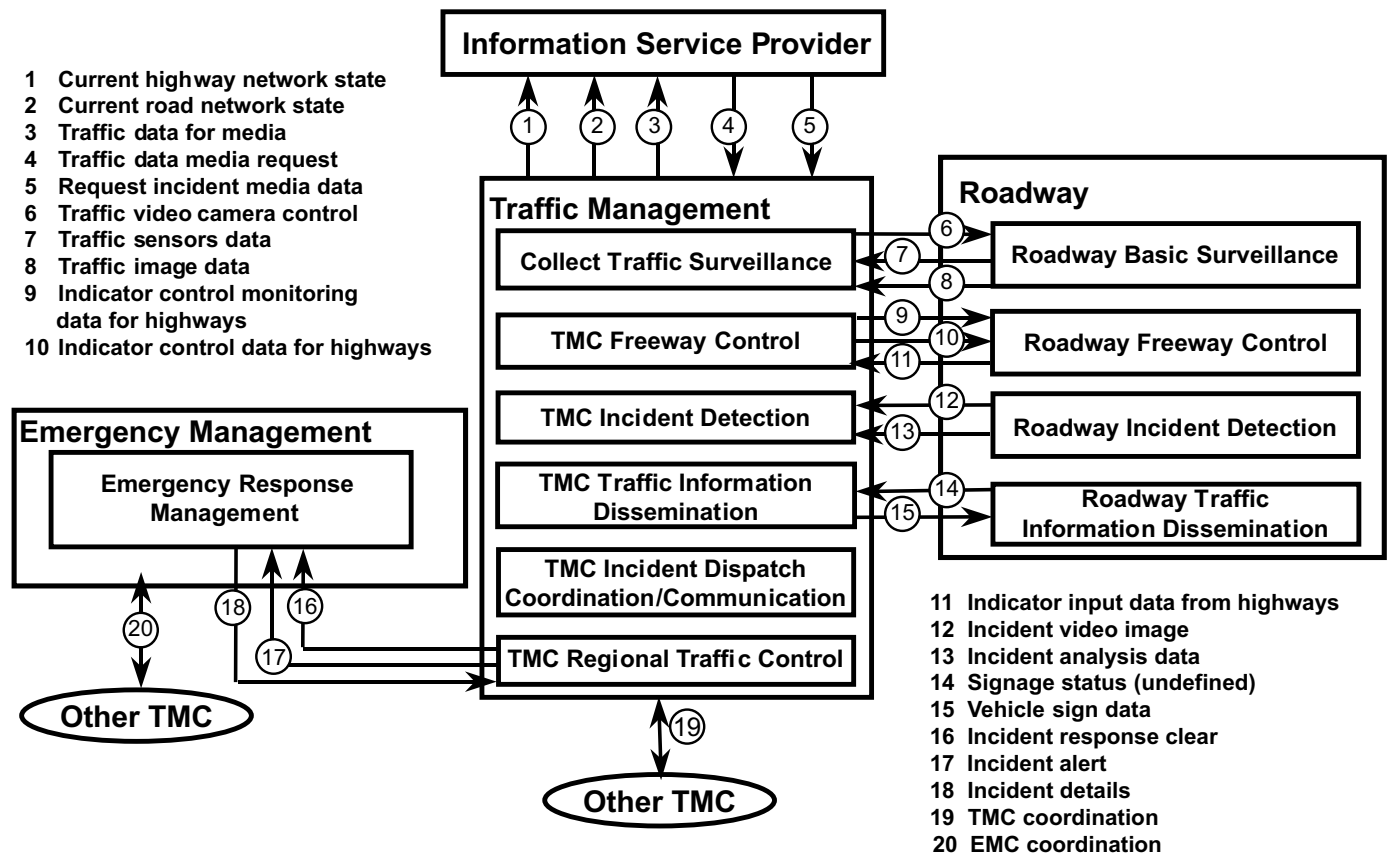 Information Service Provider
1 Current highway network state
2 Current road network state
3 Traffic data for media
4 Traffic data media request
5 Request incident media data
6 Traffic video camera control
7 Traffic sensors data
8 Traffic image data
9 Indicator control monitoring
data for highways
10 Indicator control data for highways
1
2
3
4
5
Traffic Management
Collect Traffic Surveillance
TMC Freeway Control
TMC Incident Detection
TMC Traffic Information
Dissemination
TMC Incident Dispatch
Coordination/Communication
TMC Regional Traffic Control
6
7
8
9
10
11
12
13
14
15
Roadway
Roadway Basic Surveillance
Roadway Freeway Control
Roadway Incident Detection
Roadway Traffic
Information Dissemination
Emergency Management
Emergency Response
Management
20
18
16
17
Other TMC
19
Other TMC
11 Indicator input data from highways
12 Incident video image
13 Incident analysis data
14 Signage status (undefined)
15 Vehicle sign data
16 Incident response clear
17 Incident alert
18 Incident details
19 TMC coordination
20 EMC coordination